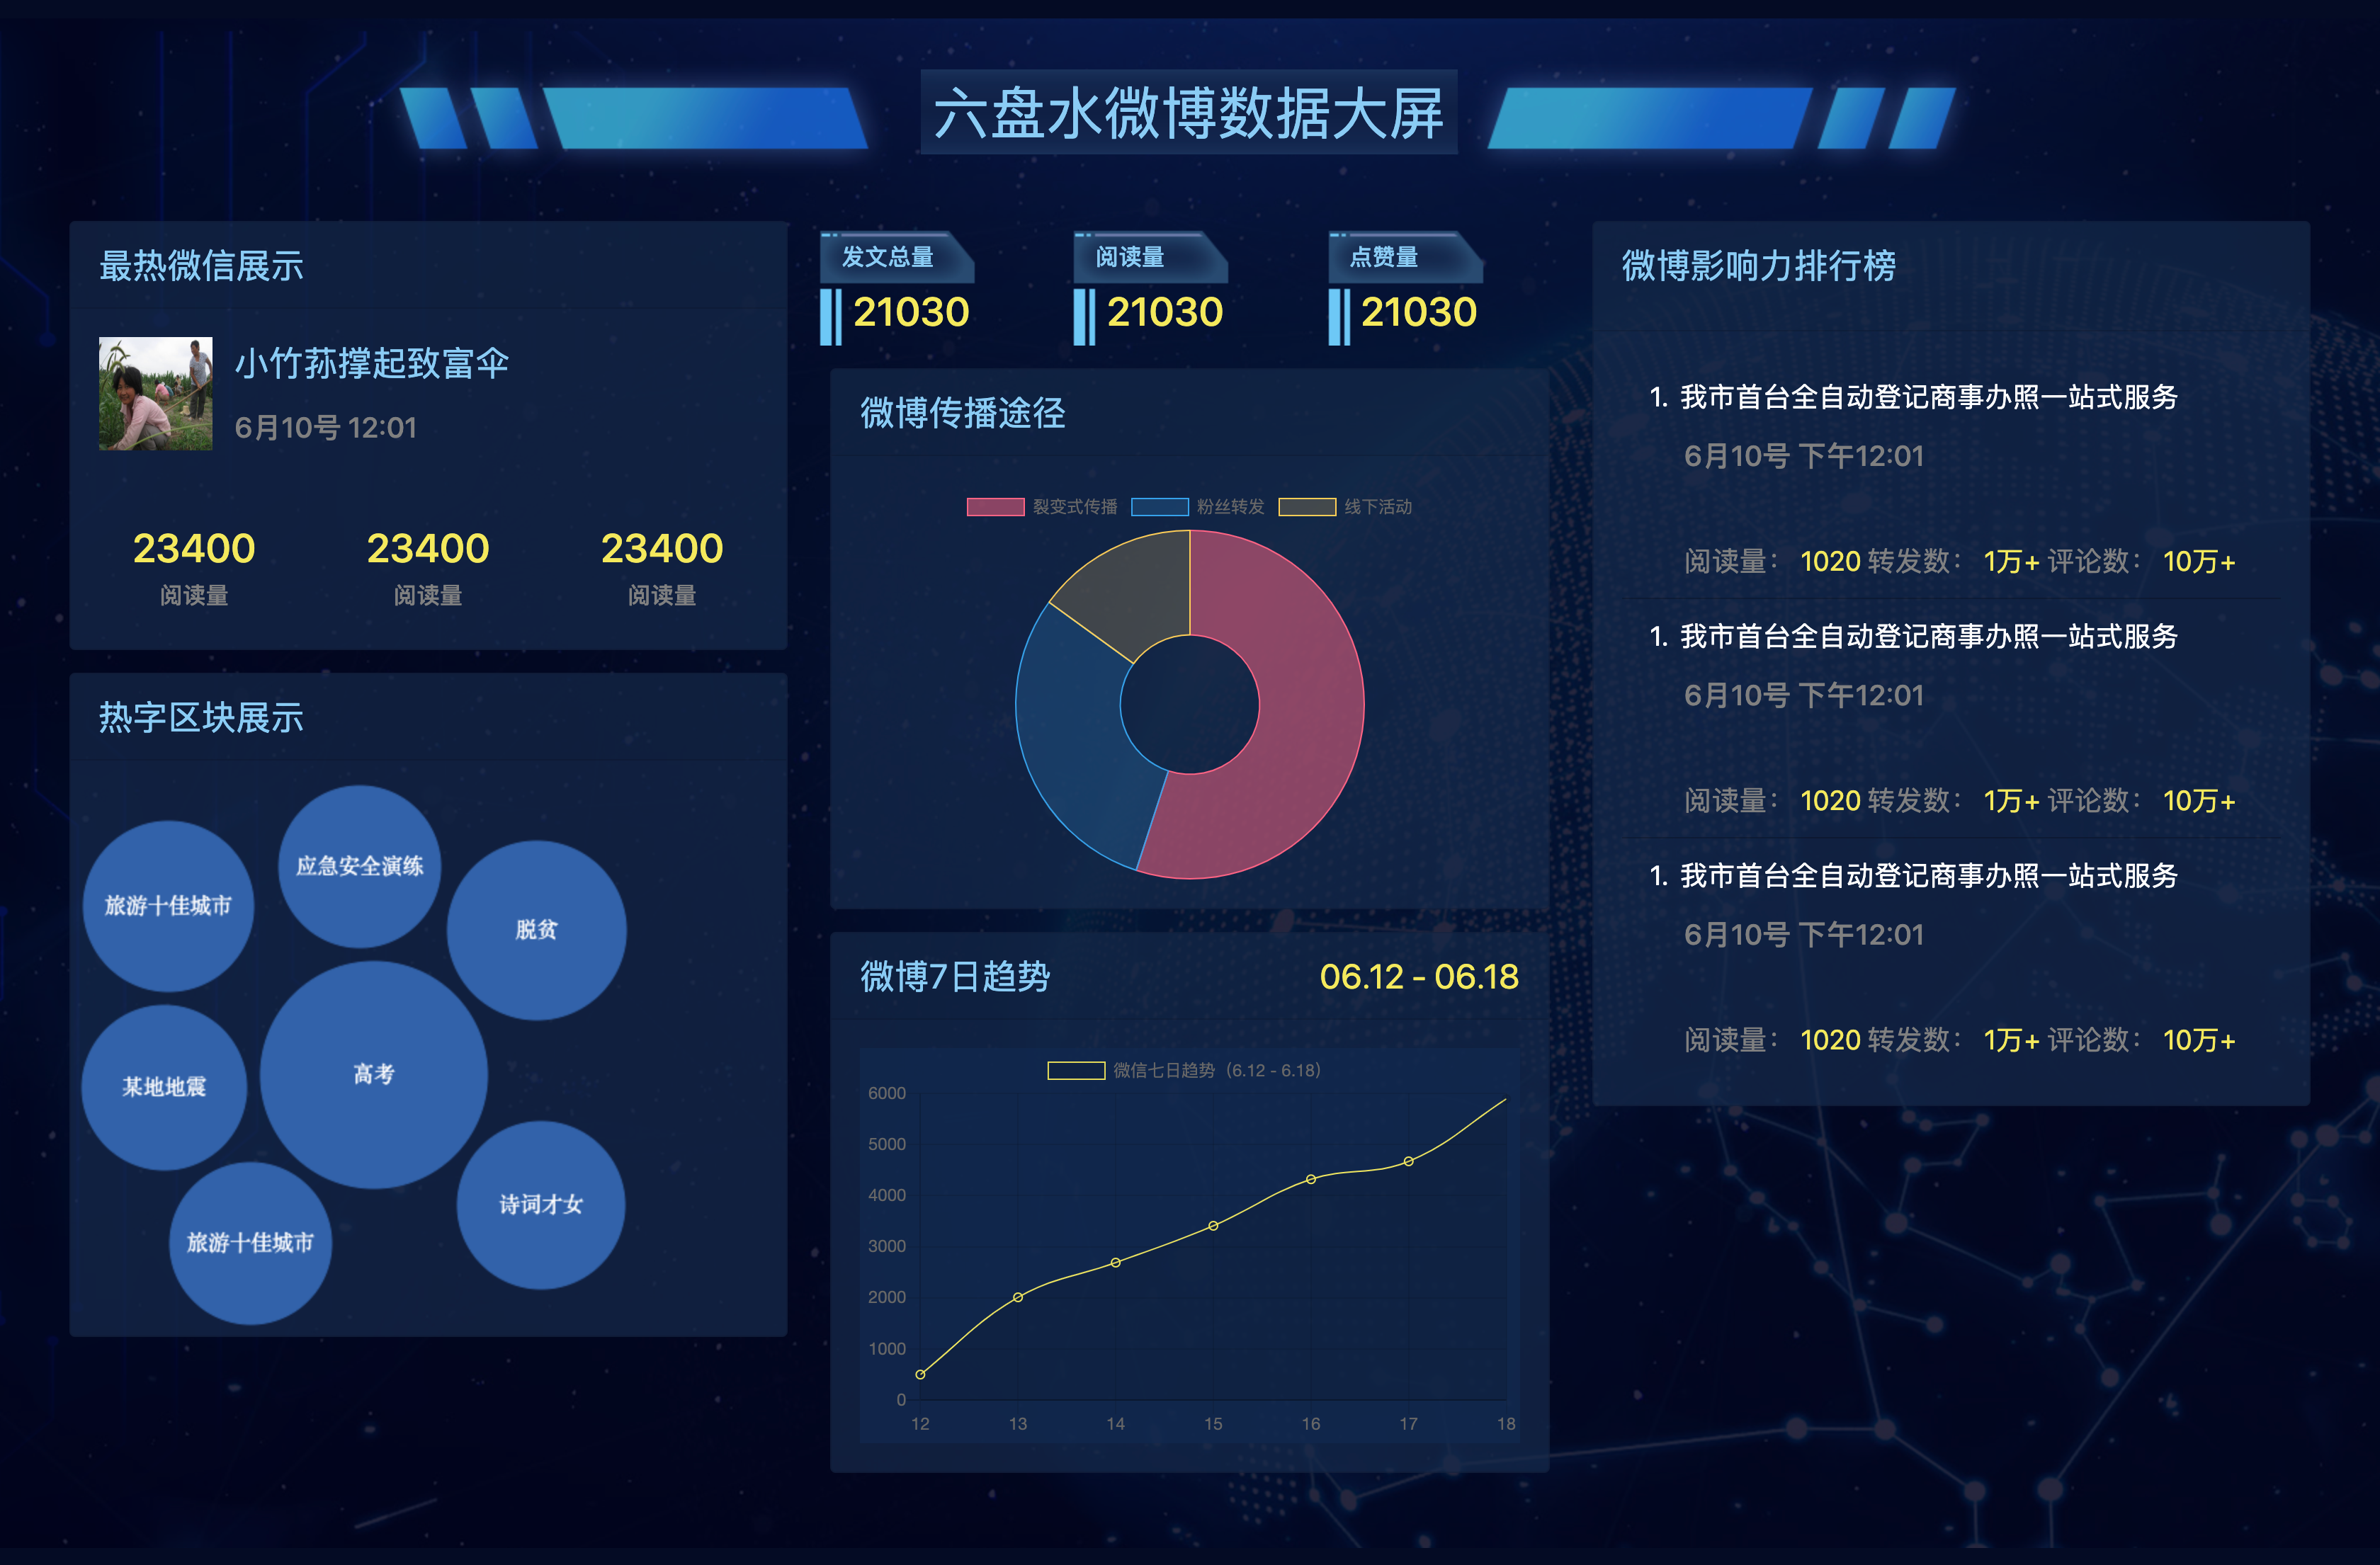 六盘水微博数据大屏
最热微信展示
小竹荪撑起致富伞
6月10号 12:01
23400 23400 23400
阅读量 阅读量 阅读量
热字区块展示
应急安全演练
旅游十佳城市
脱贫
高考
某地地震
诗词才女
旅游十佳城市
发文总量 阅读量 点赞量
21030 21030 21030
微博传播途径
裂变式传播 粉丝转发 线下活动
微博7日趋势 06.12 - 06.18
微信七日趋势（6.12 - 6.18）
6000
5000
4000
3000
2000
1000
0
12 13 14 15 16 17 18
微博影响力排行榜
1. 我市首台全自动登记商事办照一站式服务
6月10号 下午12:01
阅读量： 1020 转发数： 1万+ 评论数： 10万+
1. 我市首台全自动登记商事办照一站式服务
6月10号 下午12:01
阅读量： 1020 转发数： 1万+ 评论数： 10万+
1. 我市首台全自动登记商事办照一站式服务
6月10号 下午12:01
阅读量： 1020 转发数： 1万+ 评论数： 10万+